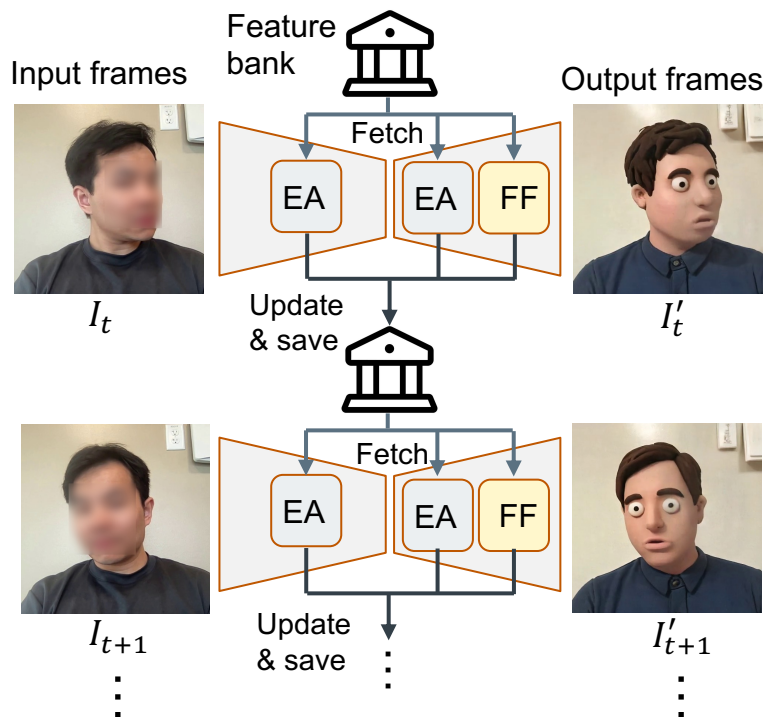 Feature
bank
Input frames
Output frames
Fetch
EA
EA
FF
Update
& save
I_t
I'_t
Fetch
EA
EA
FF
Update
& save
I_{t+1}
I'_{t+1}